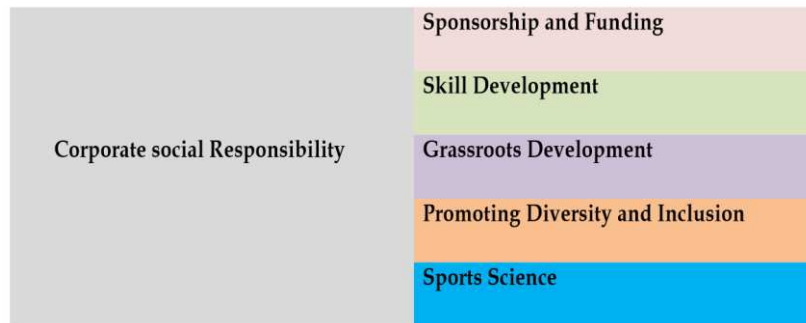 Sponsorship and Funding
Skill Development
Corporate social Responsibility
Grassroots Development
Promoting Diversity and Inclusion
Sports Science